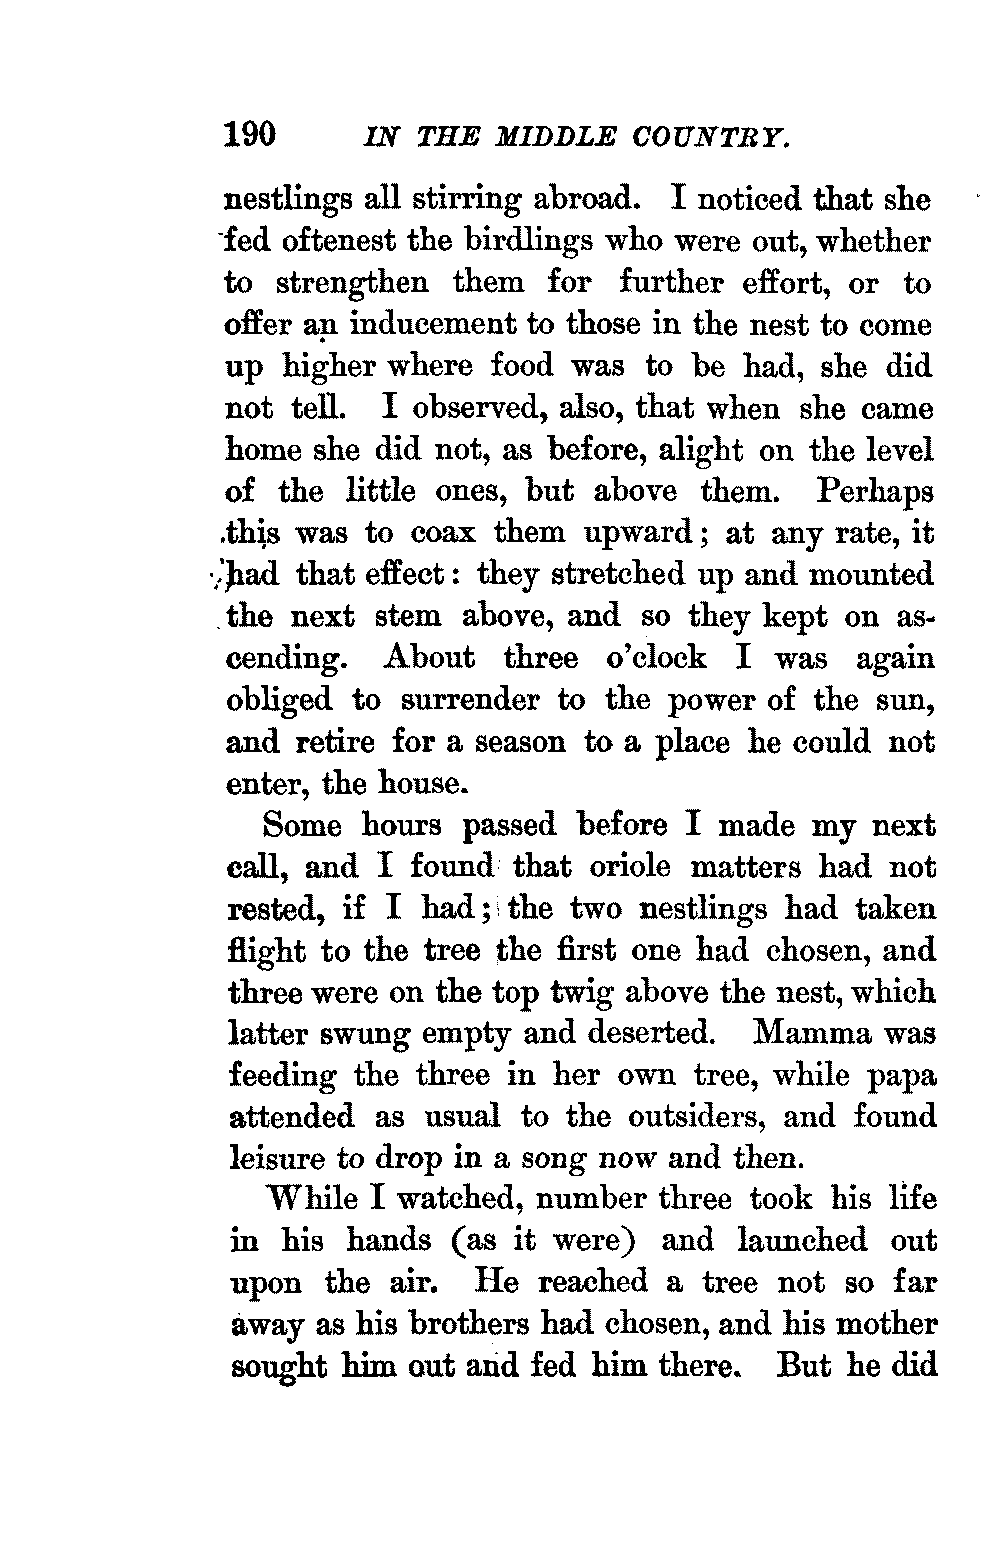 190 IN THE MIDDLE COUNTRY.
nestlings all stirring abroad. I noticed that she
fed oftenest the birdlings who were out, whether
to strengthen them for further effort, or to
offer an inducement to those in the nest to come
up higher where food was to be had, she did
not tell. I observed, also, that when she came
home she did not, as before, alight on the level
of the little ones, but above them. Perhaps
this was to coax them upward; at any rate, it
had that effect: they stretched up and mounted
the next stem above, and so they kept on as-
cending. About three o'clock I was again
obliged to surrender to the power of the sun,
and retire for a season to a place he could not
enter, the house.
Some hours passed before I made my next
call, and I found that oriole matters had not
rested, if I had; the two nestlings had taken
flight to the tree the first one had chosen, and
three were on the top twig above the nest, which
latter swung empty and deserted. Mamma was
feeding the three in her own tree, while papa
attended as usual to the outsiders, and found
leisure to drop in a song now and then.
While I watched, number three took his life
in his hands (as it were) and launched out
upon the air. He reached a tree not so far
away as his brothers had chosen, and his mother
sought him out and fed him there. But he did